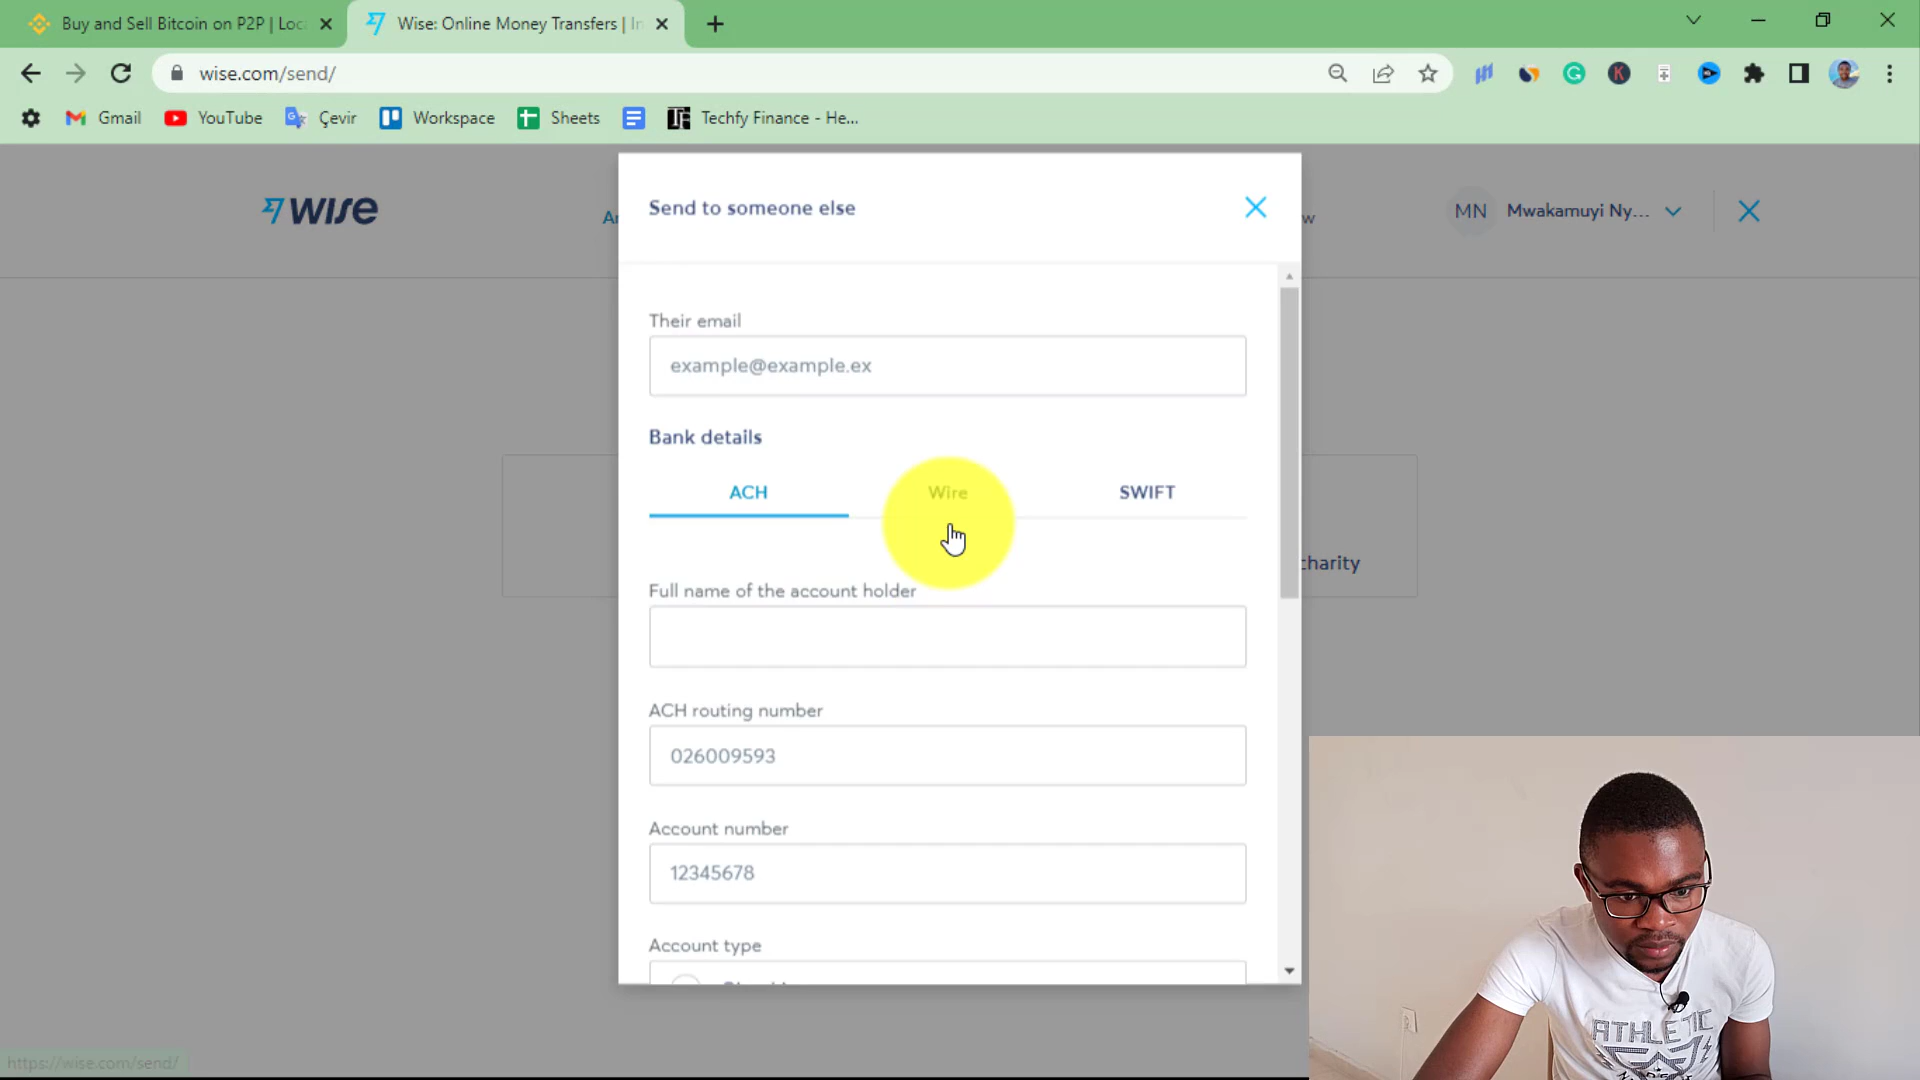 Buy and Sell Bitcoin on P2P | Loc
Wise: Online Money Transfers | In
wise.com/send/
Gmail
YouTube
Çevir
Workspace
Sheets
Techfy Finance - He...
WISE
Send to someone else
MN
Mwakamuyi Ny...
Their email
example@example.ex
Bank details
ACH
Wire
SWIFT
charity
Full name of the account holder
ACH routing number
026009593
Account number
12345678
Account type
ATHLETIC
https://wise.com/send/